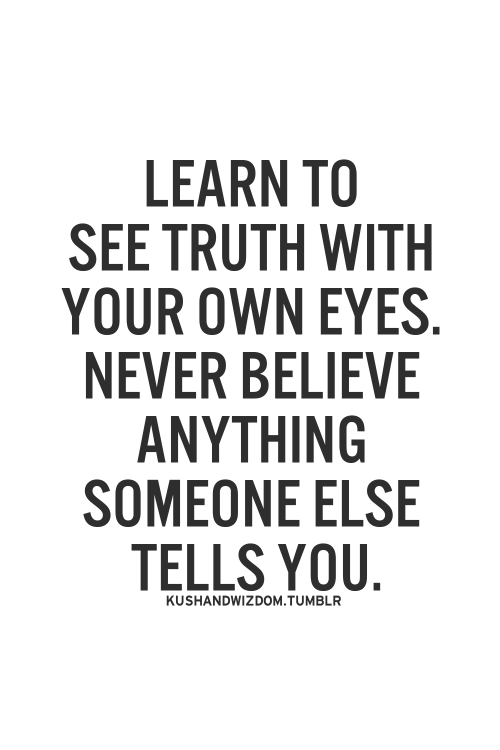 LEARN TO
SEE TRUTH WITH
YOUR OWN EYES.
NEVER BELIEVE
ANYTHING
SOMEONE ELSE
TELLS YOU.
KUSHANDWIZDOM.TUMBLR